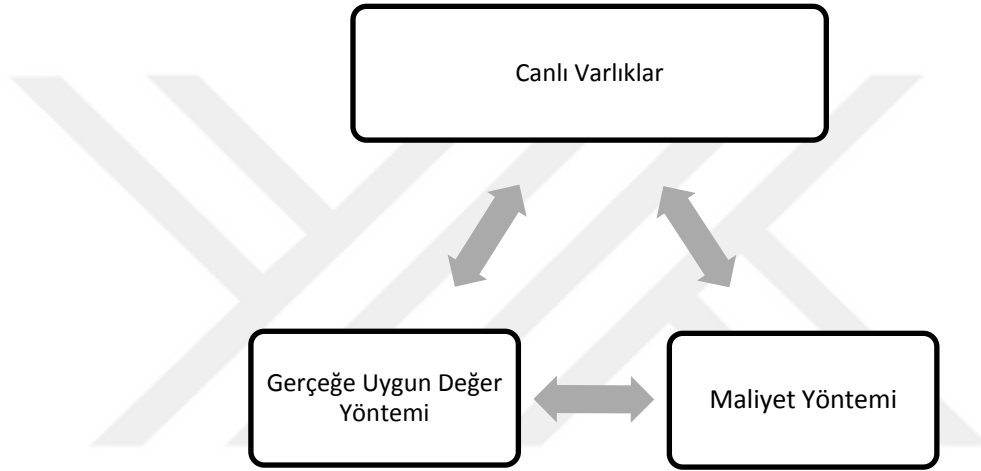 Canlı Varlıklar
Gerçeğe Uygun Değer
Yöntemi
Maliyet Yöntemi